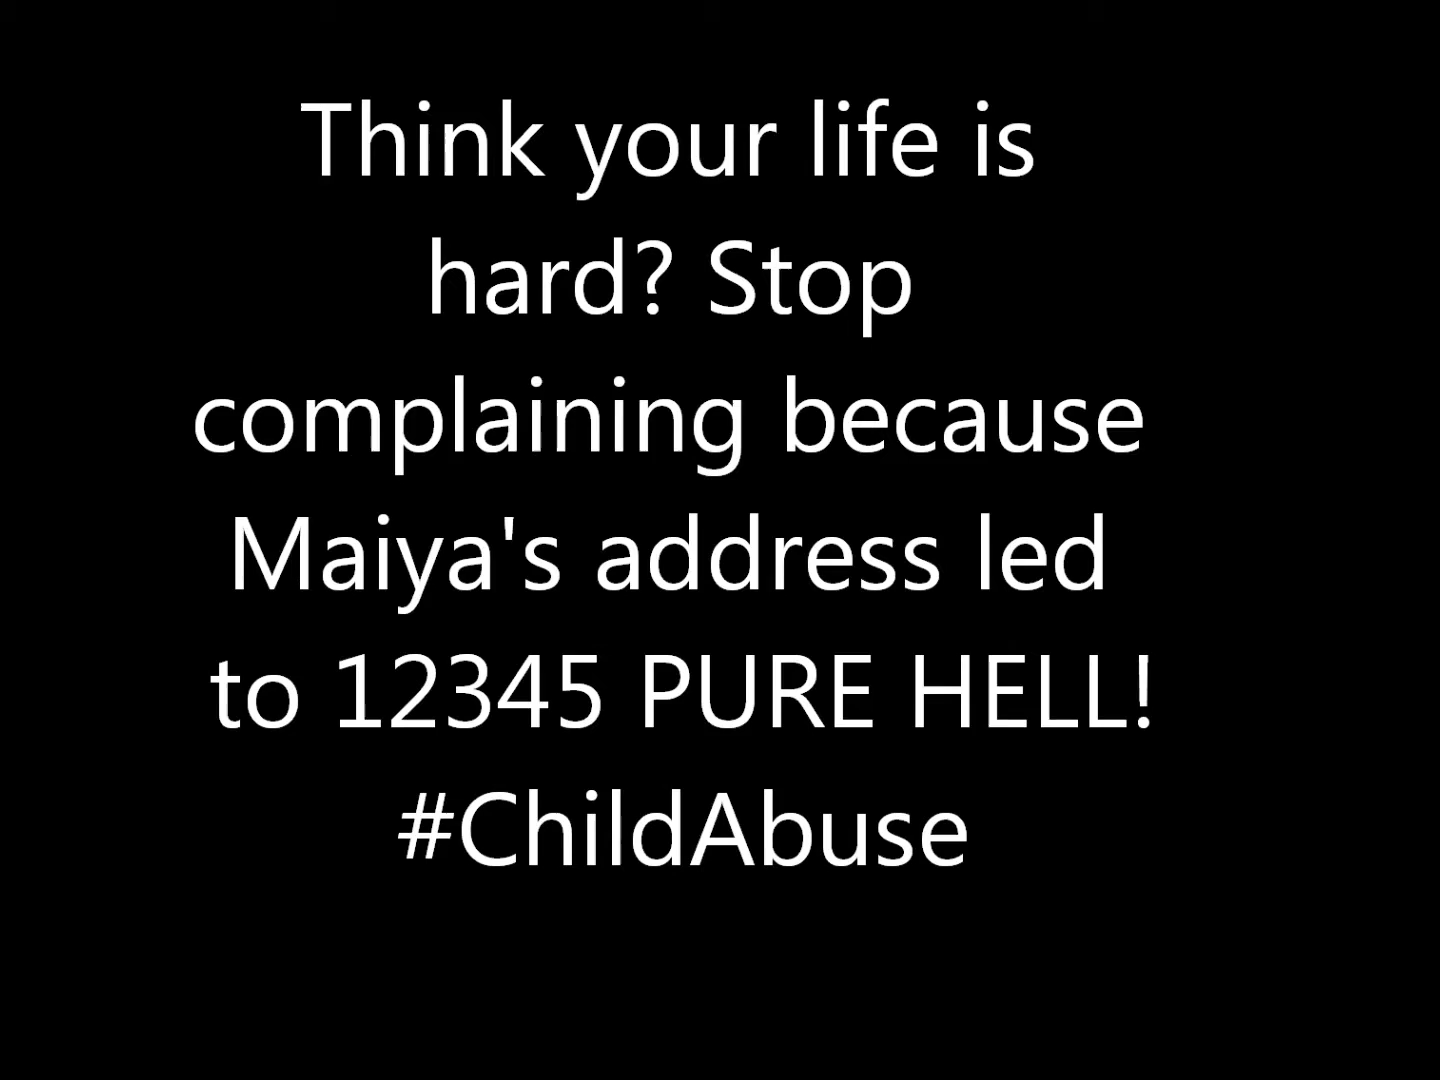 Think your life is
hard? Stop
complaining because
Maiya's address led
to 12345 PURE HELL!
#ChildAbuse